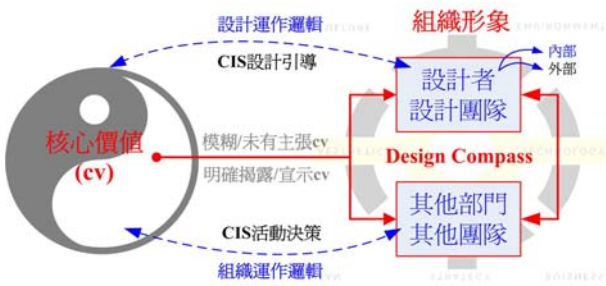 設計運作邏輯
組織形象
CIS設計引導
內部
外部
設計者
設計團隊
核心價值
(cv)
模糊/未有主張cv
明確揭露/宣示cv
Design Compass
其他部門
其他團隊
CIS活動決策
組織運作邏輯